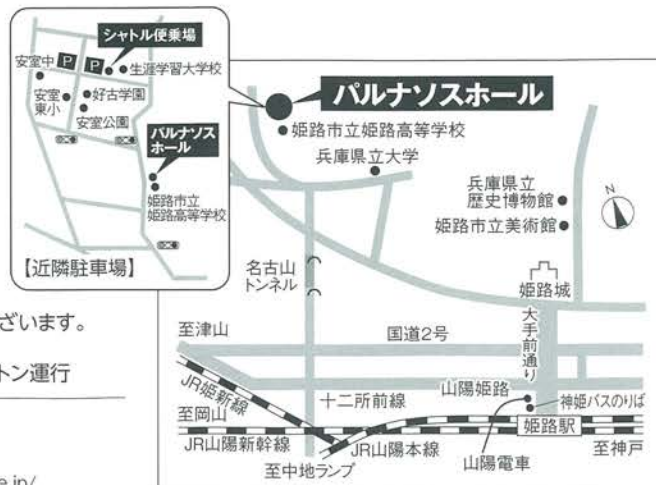 シャトル便乗場
安室中
P
P
生涯学習大学校
安室
東小
好古学園
安室公園
パルナソス
ホール
姫路市立
姫路高等学校
【近隣駐車場】
パルナソスホール
姫路市立姫路高等学校
兵庫県立大学
兵庫県立
歴史博物館
姫路市立美術館
N
名古山
トンネル
姫路城
大手前通り
ざいます。
至津山
国道2号
トン運行
JR姫新線
十二所前線
山陽姫路
神姫バスのりば
至岡山
姫路駅
JR山陽新幹線
JR山陽本線
至神戸
至中地ランプ
山陽電車
e.jp/